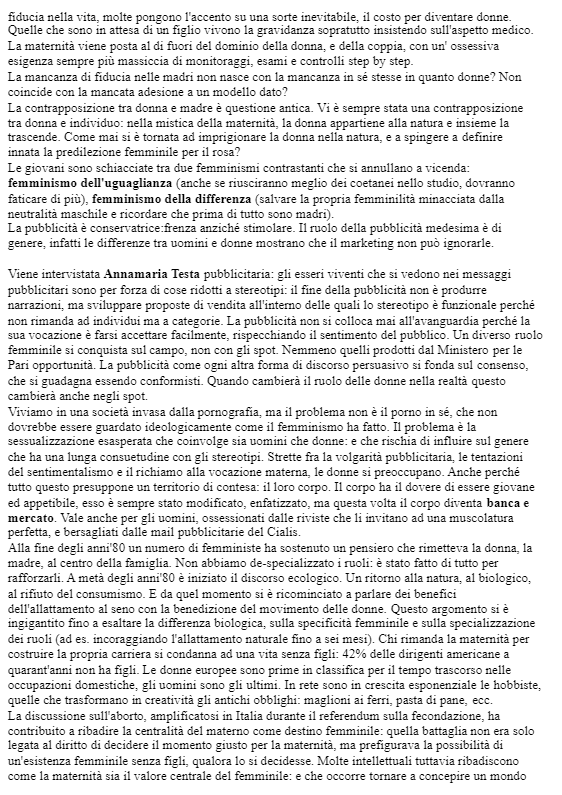 fiducia nella vita, molte pongono l'accento su una sorte inevitabile, il costo per diventare donne.
Quelle che sono in attesa di un figlio vivono la gravidanza sopratutto insistendo sull'aspetto medico.
La maternità viene posta al di fuori del dominio della donna, e della coppia, con un' ossessiva
esigenza sempre più massiccia di monitoraggi, esami e controlli step by step.
La mancanza di fiducia nelle madri non nasce con la mancanza in sé stesse in quanto donne? Non
coincide con la mancata adesione a un modello dato?
La contrapposizione tra donna e madre è questione antica. Vi è sempre stata una contrapposizione
tra donna e individuo: nella mistica della maternità, la donna appartiene alla natura e insieme la
trascende. Come mai si è tornata ad imprigionare la donna nella natura, e a spingere a definire
innata la predilezione femminile per il rosa?
Le giovani sono schiacciate tra due femminismi contrastanti che si annullano a vicenda:
femminismo dell'uguaglianza (anche se riusciranno meglio dei coetanei nello studio, dovranno
faticare di più), femminismo della differenza (salvare la propria femminilità minacciata dalla
neutralità maschile e ricordare che prima di tutto sono madri).
La pubblicità è conservatrice:frenza anziché stimolare. Il ruolo della pubblicità medesima è di
genere, infatti le differenze tra uomini e donne mostrano che il marketing non può ignorarle.
Viene intervistata Annamaria Testa pubblicitaria: gli esseri viventi che si vedono nei messaggi
pubblicitari sono per forza di cose ridotti a stereotipi: il fine della pubblicità non è produrre
narrazioni, ma sviluppare proposte di vendita all'interno delle quali lo stereotipo è funzionale perché
non rimanda ad individui ma a categorie. La pubblicità non si colloca mai all'avanguardia perché la
sua vocazione è farsi accettare facilmente, rispecchiando il sentimento del pubblico. Un diverso ruolo
femminile si conquista sul campo, non con gli spot. Nemmeno quelli prodotti dal Ministero per le
Pari opportunità. La pubblicità come ogni altra forma di discorso persuasivo si fonda sul consenso,
che si guadagna essendo conformisti. Quando cambierà il ruolo delle donne nella realtà questo
cambierà anche negli spot.
Viviamo in una società invasa dalla pornografia, ma il problema non è il porno in sé, che non
dovrebbe essere guardato ideologicamente come il femminismo ha fatto. Il problema è la
sessualizzazione esasperata che coinvolge sia uomini che donne: e che rischia di influire sul genere
che ha una lunga consuetudine con gli stereotipi. Strette fra la volgarità pubblicitaria, le tentazioni
del sentimentalismo e il richiamo alla vocazione materna, le donne si preoccupano. Anche perché
tutto questo presuppone un territorio di contesa: il loro corpo. Il corpo ha il dovere di essere giovane
ed appetibile, esso è sempre stato modificato, enfatizzato, ma questa volta il corpo diventa banca e
mercato. Vale anche per gli uomini, ossessionati dalle riviste che li invitano ad una muscolatura
perfetta, e bersagliati dalle mail pubblicitarie del Cialis.
Alla fine degli anni'80 un numero di femministe ha sostenuto un pensiero che rimetteva la donna, la
madre, al centro della famiglia. Non abbiamo de-specializzato i ruoli: è stato fatto di tutto per
rafforzarli. A metà degli anni'80 è iniziato il discorso ecologico. Un ritorno alla natura, al biologico,
al rifiuto del consumismo. E da quel momento si è ricominciato a parlare dei benefici
dell'allattamento al seno con la benedizione del movimento delle donne. Questo argomento si è
ingigantito fino a esaltare la differenza biologica, sulla specificità femminile e sulla specializzazione
dei ruoli (ad es. incoraggiando l'allattamento naturale fino a sei mesi). Chi rimanda la maternità per
costruire la propria carriera si condanna ad una vita senza figli: 42% delle dirigenti americane a
quarant'anni non ha figli. Le donne europee sono prime in classifica per il tempo trascorso nelle
occupazioni domestiche, gli uomini sono gli ultimi. In rete sono in crescita esponenziale le hobbiste,
quelle che trasformano in creatività gli antichi obblighi: maglioni ai ferri, pasta di pane, ecc.
La discussione sull'aborto, amplificatosi in Italia durante il referendum sulla fecondazione, ha
contribuito a ribadire la centralità del materno come destino femminile: quella battaglia non era solo
legata al diritto di decidere il momento giusto per la maternità, ma prefigurava la possibilità di
un'esistenza femminile senza figli, qualora lo si decidesse. Molte intellettuali tuttavia ribadiscono
come la maternità sia il valore centrale del femminile: e che occorre tornare a concepire un mondo